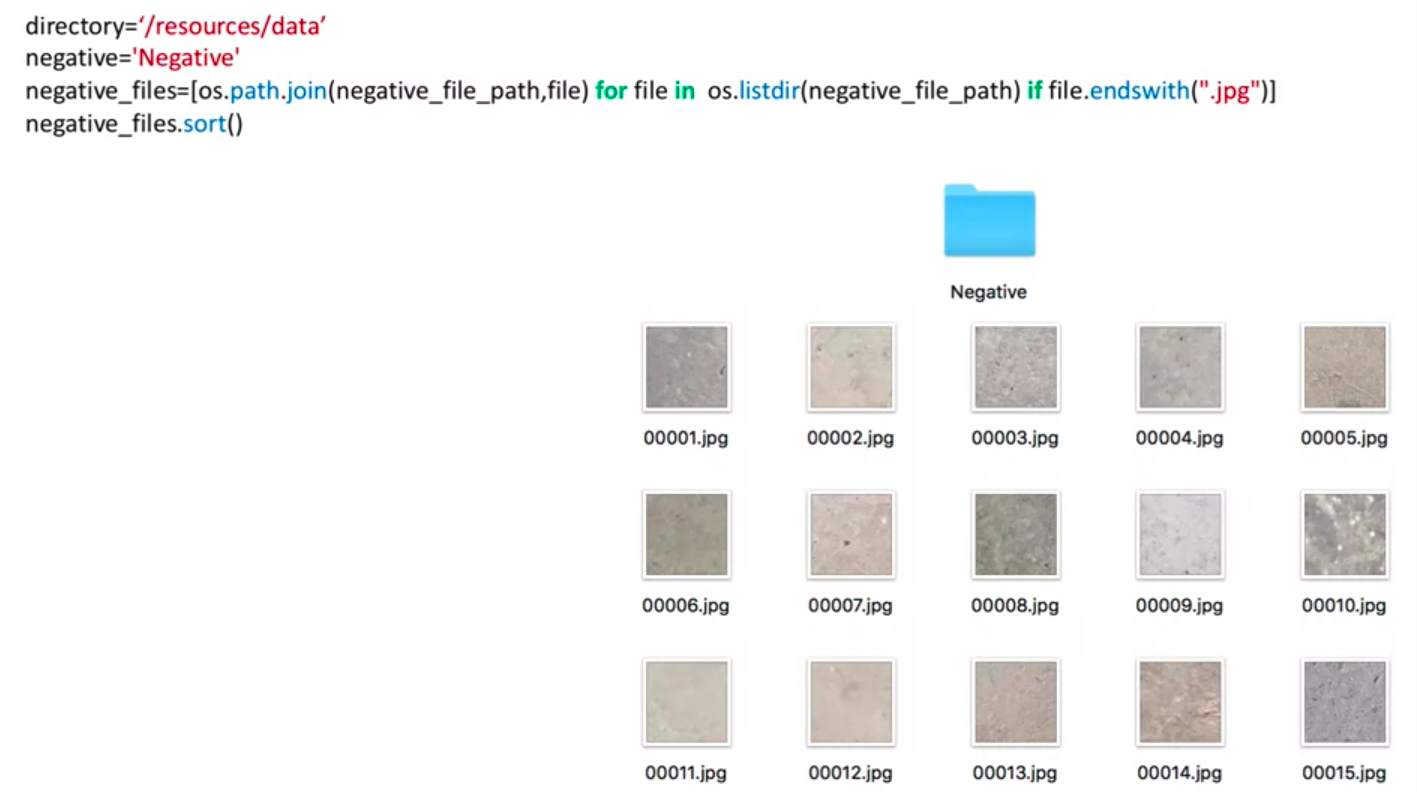 directory=‘/resources/data’
negative='Negative'
negative_files=[os.path.join(negative_file_path,file) for file in os.listdir(negative_file_path) if file.endswith(".jpg")]
negative_files.sort()
Negative
00001.jpg 00002.jpg 00003.jpg 00004.jpg 00005.jpg
00006.jpg 00007.jpg 00008.jpg 00009.jpg 00010.jpg
00011.jpg 00012.jpg 00013.jpg 00014.jpg 00015.jpg